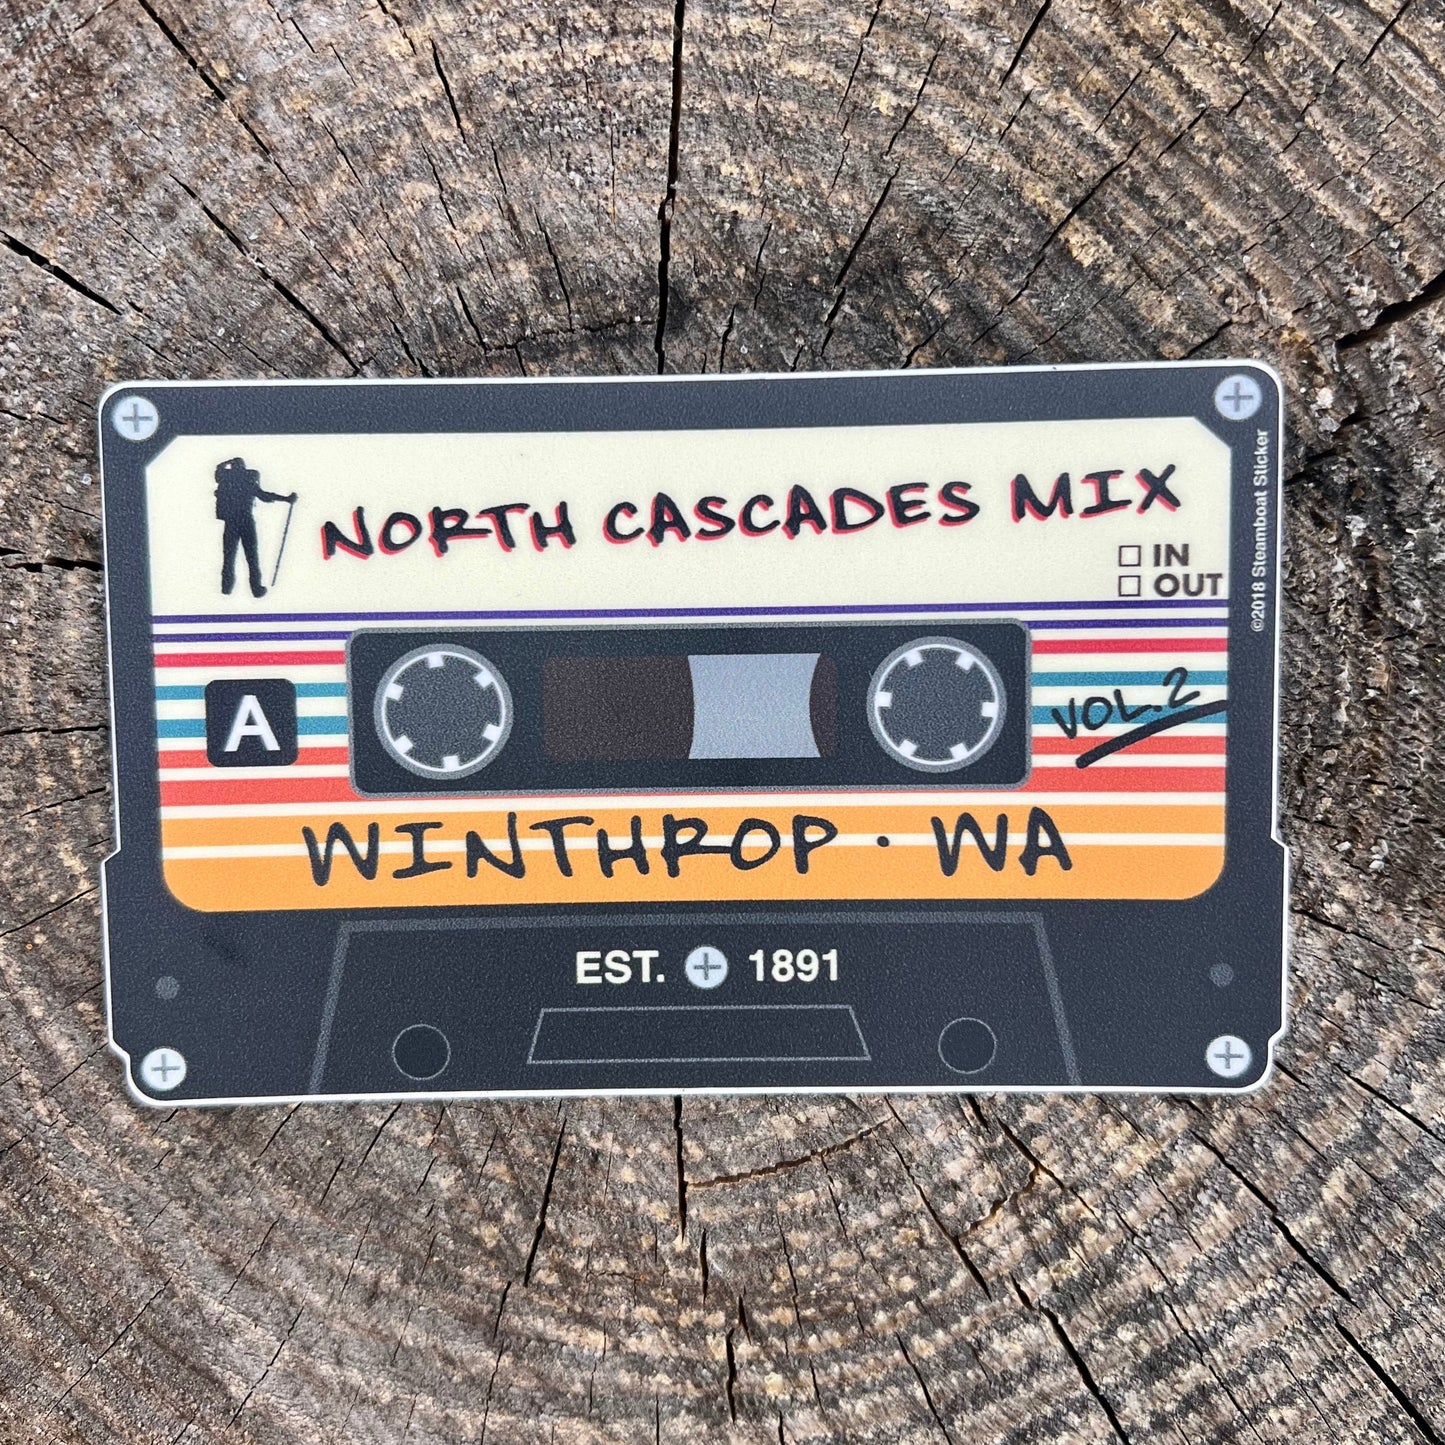 NORTH CASCADES MIX
IN
OUT
©2018 Steamboat Sticker
A
VOL.2
WINTHROP · WA
EST. 1891